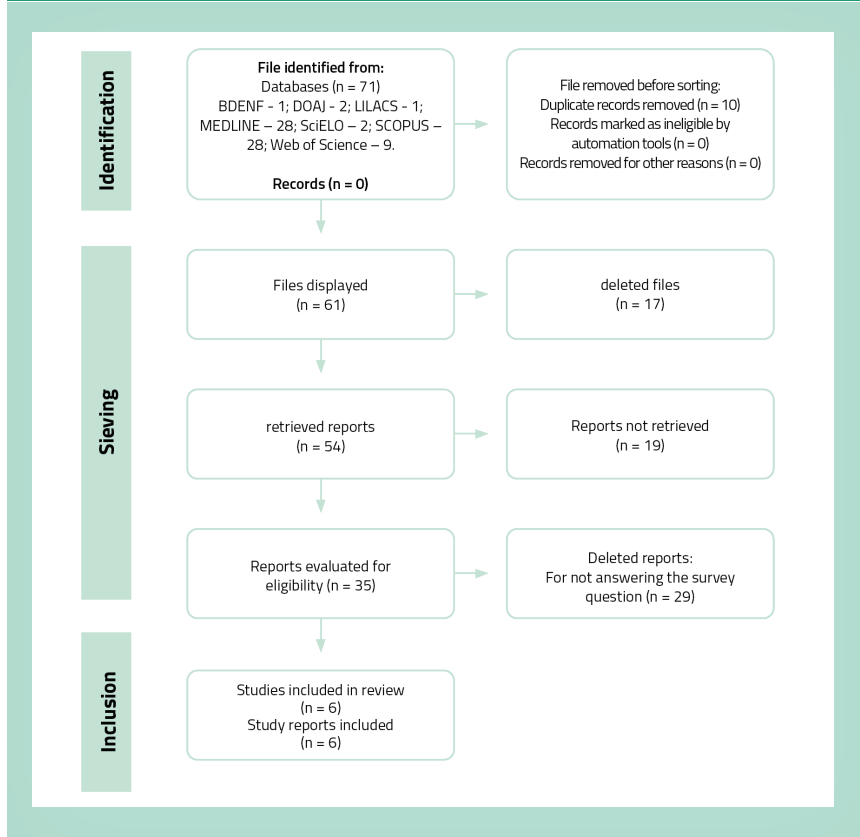 Identification
File identified from:
Databases (n = 71)
BDENF - 1; DOAJ - 2; LILACS - 1;
MEDLINE – 28; SciELO – 2; SCOPUS –
28; Web of Science – 9.
Records (n = 0)
File removed before sorting:
Duplicate records removed (n = 10)
Records marked as ineligible by
automation tools (n = 0)
Records removed for other reasons (n = 0)
Sieving
Files displayed
(n = 61)
deleted files
(n = 17)
retrieved reports
(n = 54)
Reports not retrieved
(n = 19)
Reports evaluated for
eligibility (n = 35)
Deleted reports:
For not answering the survey
question (n = 29)
Inclusion
Studies included in review
(n = 6)
Study reports included
(n = 6)